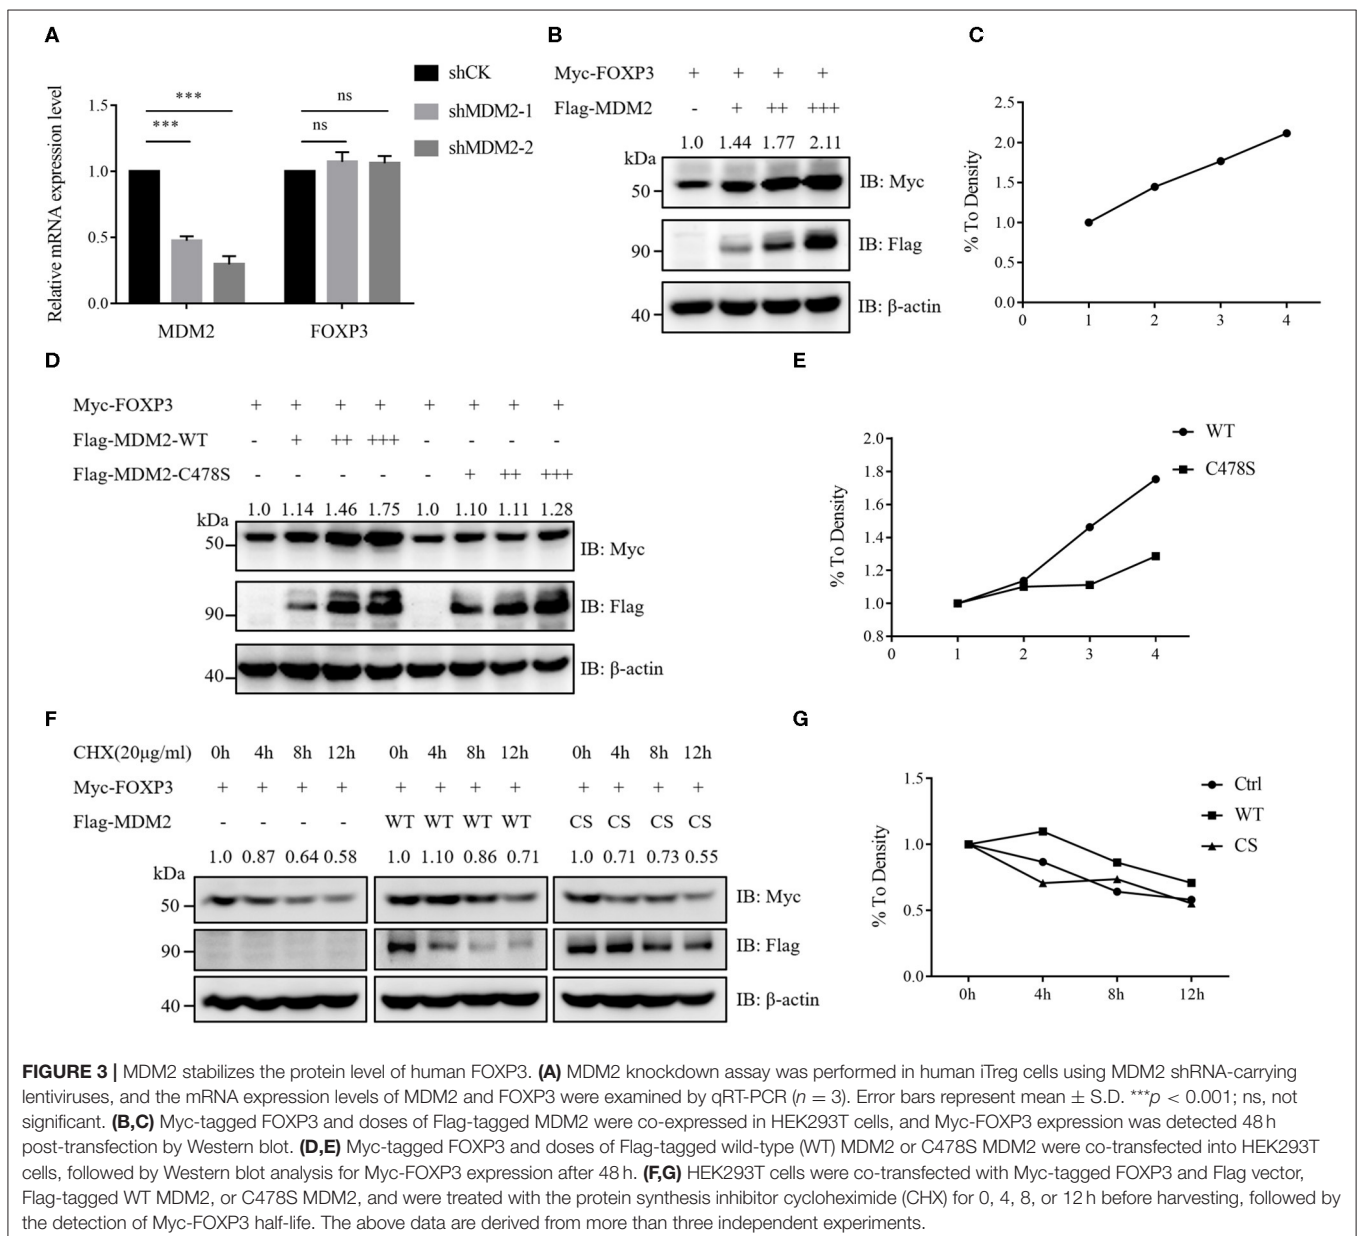 A
shCK
shMDM2-1
shMDM2-2
Relative mRNA expression level
1.5
1.0
0.5
0.0
***
***
ns
ns
MDM2
FOXP3
B
Myc-FOXP3 + + + +
Flag-MDM2 - + ++ +++
1.0 1.44 1.77 2.11
kDa
50 IB: Myc
90 IB: Flag
40 IB: β-actin
C
% To Density
2.5
2.0
1.5
1.0
0.5
0.0
0 1 2 3 4
D
Myc-FOXP3 + + + + + + + +
Flag-MDM2-WT - + ++ +++ - - - -
Flag-MDM2-C478S - - - - - + ++ +++
1.0 1.14 1.46 1.75 1.0 1.10 1.11 1.28
kDa
50 IB: Myc
90 IB: Flag
40 IB: β-actin
E
WT
C478S
% To Density
2.0
1.8
1.6
1.4
1.2
1.0
0.8
0 1 2 3 4
F
CHX(20μg/ml) 0h 4h 8h 12h 0h 4h 8h 12h 0h 4h 8h 12h
Myc-FOXP3 + + + + + + + + + + + +
Flag-MDM2 - - - - WT WT WT WT CS CS CS CS
1.0 0.87 0.64 0.58 1.0 1.10 0.86 0.71 1.0 0.71 0.73 0.55
kDa
50 IB: Myc
90 IB: Flag
40 IB: β-actin
G
Ctrl
WT
CS
% To Density
1.5
1.0
0.5
0.0
0h 4h 8h 12h
FIGURE 3 | MDM2 stabilizes the protein level of human FOXP3. (A) MDM2 knockdown assay was performed in human iTreg cells using MDM2 shRNA-carrying
lentiviruses, and the mRNA expression levels of MDM2 and FOXP3 were examined by qRT-PCR (n = 3). Error bars represent mean ± S.D. ***p < 0.001; ns, not
significant. (B,C) Myc-tagged FOXP3 and doses of Flag-tagged MDM2 were co-expressed in HEK293T cells, and Myc-FOXP3 expression was detected 48 h
post-transfection by Western blot. (D,E) Myc-tagged FOXP3 and doses of Flag-tagged wild-type (WT) MDM2 or C478S MDM2 were co-transfected into HEK293T
cells, followed by Western blot analysis for Myc-FOXP3 expression after 48 h. (F,G) HEK293T cells were co-transfected with Myc-tagged FOXP3 and Flag vector,
Flag-tagged WT MDM2, or C478S MDM2, and were treated with the protein synthesis inhibitor cycloheximide (CHX) for 0, 4, 8, or 12 h before harvesting, followed by
the detection of Myc-FOXP3 half-life. The above data are derived from more than three independent experiments.